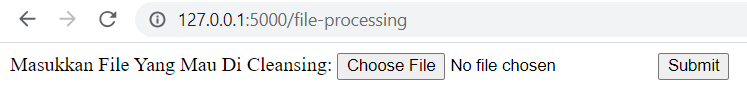 127.0.0.1:5000/file-processing
Masukkan File Yang Mau Di Cleansing: Choose File No file chosen Submit